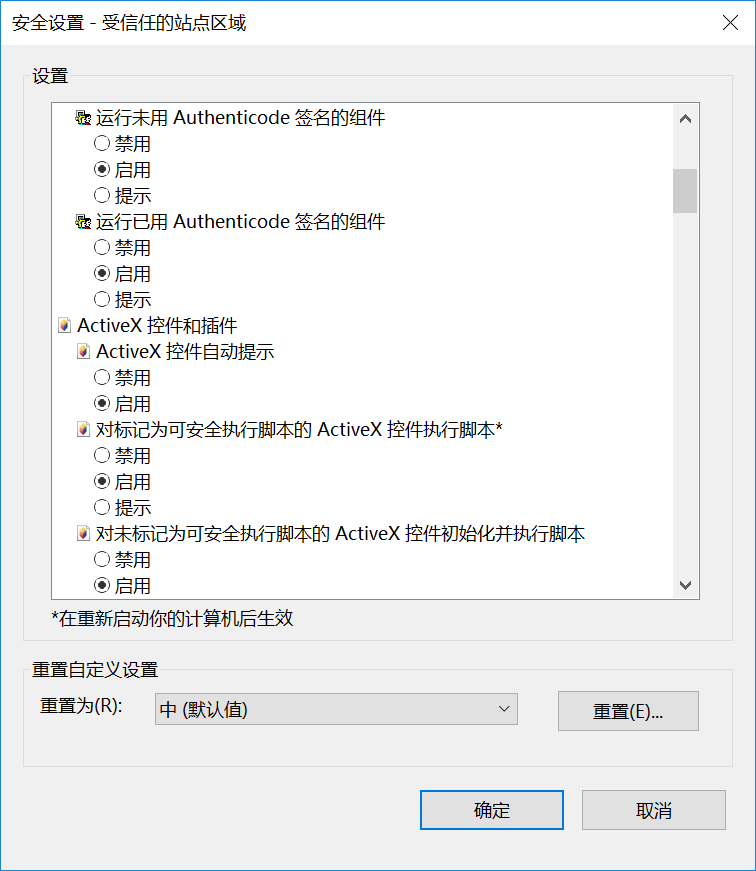 安全设置 - 受信任的站点区域
设置
运行未用 Authenticode 签名的组件
禁用
启用
提示
运行已用 Authenticode 签名的组件
禁用
启用
提示
ActiveX 控件和插件
ActiveX 控件自动提示
禁用
启用
对标记为可安全执行脚本的 ActiveX 控件执行脚本*
禁用
启用
提示
对未标记为可安全执行脚本的 ActiveX 控件初始化并执行脚本
禁用
启用
*在重新启动你的计算机后生效
重置自定义设置
重置为(R): 中 (默认值) 重置(E)...
确定 取消